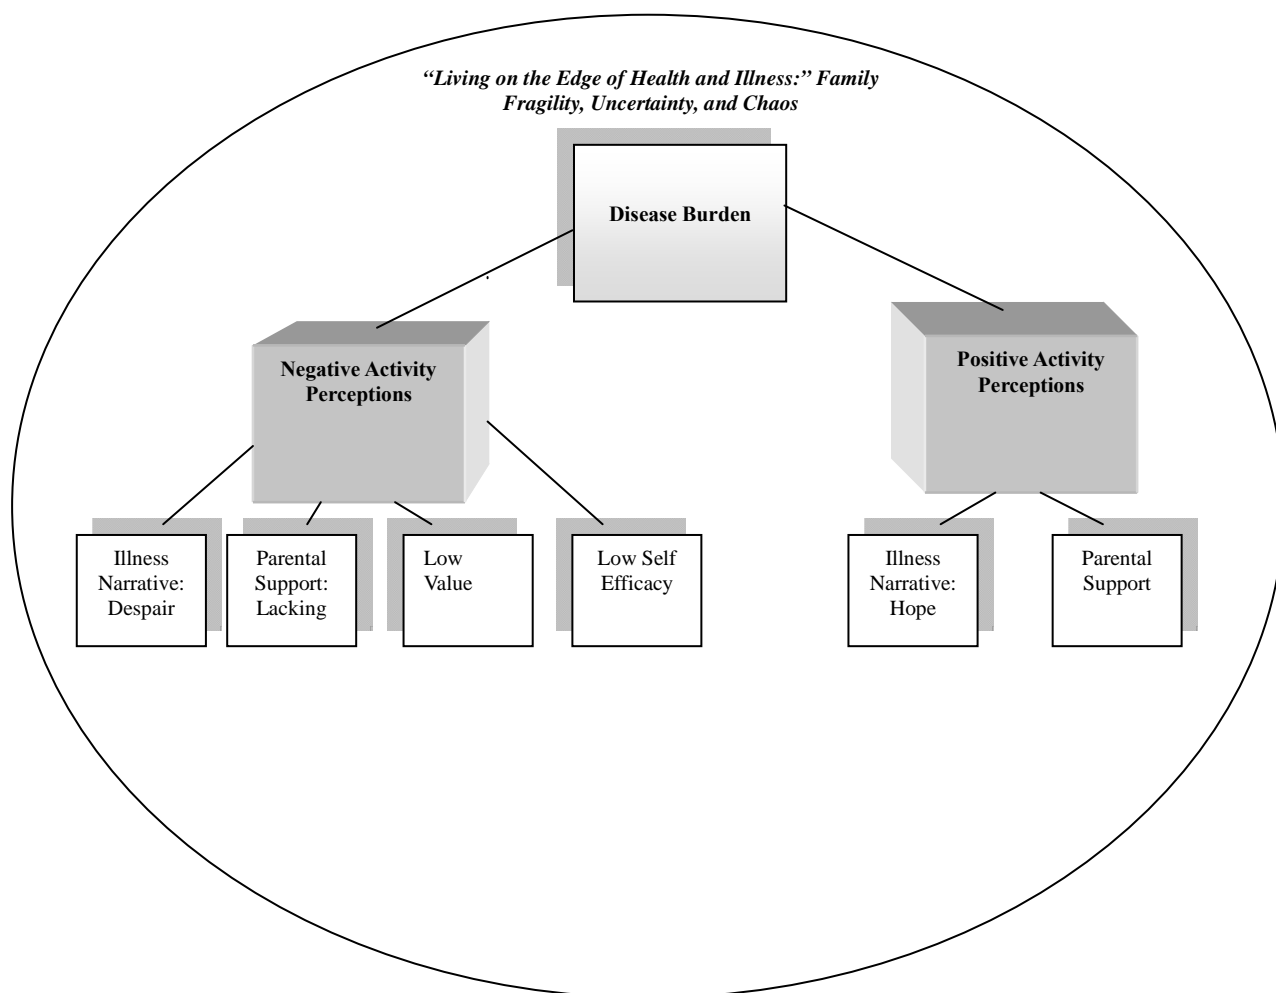 “Living on the Edge of Health and Illness:” Family
Fragility, Uncertainty, and Chaos
Disease Burden
Negative Activity
Perceptions
Positive Activity
Perceptions
Illness
Narrative:
Despair
Parental
Support:
Lacking
Low
Value
Low Self
Efficacy
Illness
Narrative:
Hope
Parental
Support